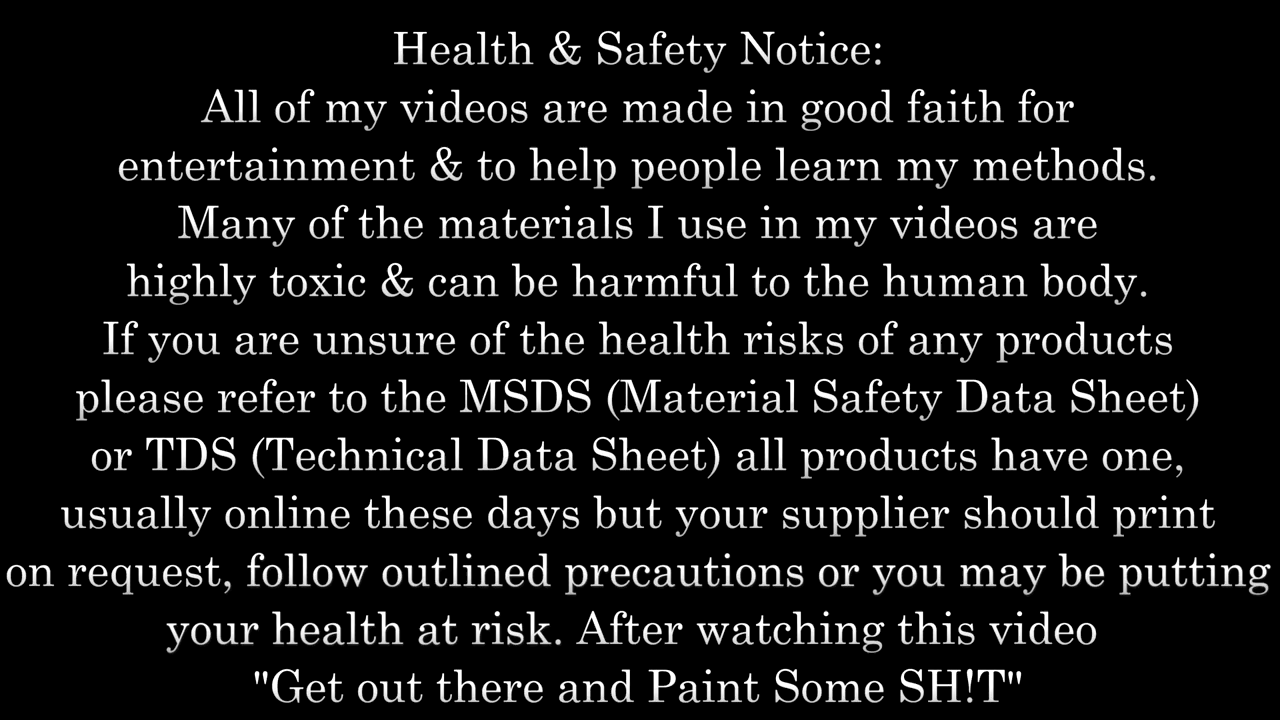 Health & Safety Notice:
All of my videos are made in good faith for
entertainment & to help people learn my methods.
Many of the materials I use in my videos are
highly toxic & can be harmful to the human body.
If you are unsure of the health risks of any products
please refer to the MSDS (Material Safety Data Sheet)
or TDS (Technical Data Sheet) all products have one,
usually online these days but your supplier should print
on request, follow outlined precautions or you may be putting
your health at risk. After watching this video
"Get out there and Paint Some SH!T"